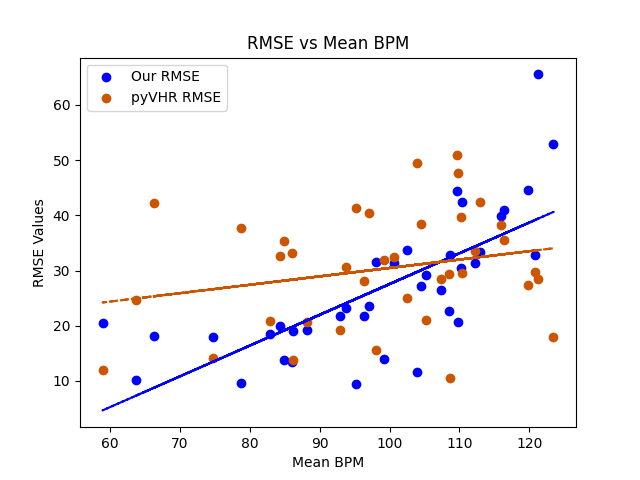 RMSE vs Mean BPM
Our RMSE
pyVHR RMSE
RMSE Values
60
50
40
30
20
10
60 70 80 90 100 110 120
Mean BPM